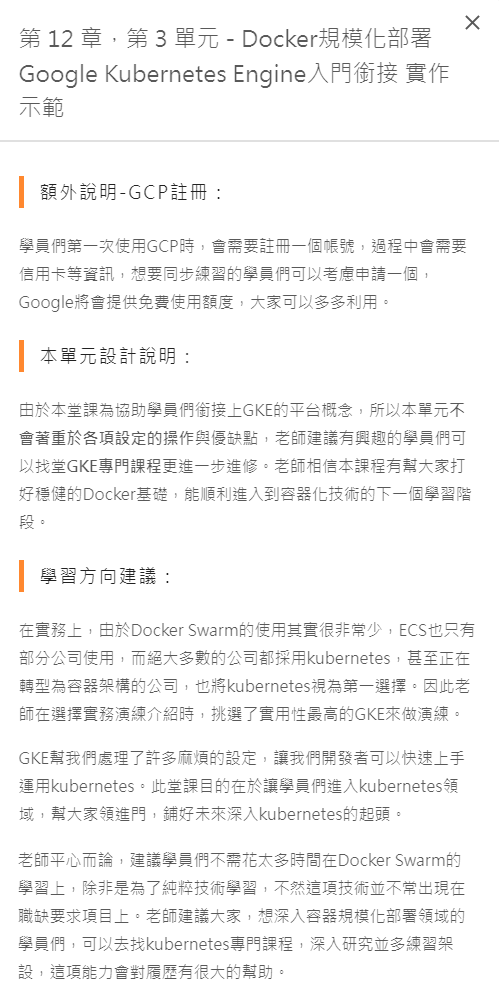 第 12 章，第 3 單元 - Docker規模化部署
Google Kubernetes Engine入門銜接 實作
示範
額外說明-GCP註冊：
學員們第一次使用GCP時，會需要註冊一個帳號，過程中會需要
信用卡等資訊，想要同步練習的學員們可以考慮申請一個，
Google將會提供免費使用額度，大家可以多多利用。
本單元設計說明：
由於本堂課為協助學員們銜接上GKE的平台概念，所以本單元不
會著重於各項設定的操作與優缺點，老師建議有興趣的學員們可
以找堂GKE專門課程更進一步進修。老師相信本課程有幫大家打
好穩健的Docker基礎，能順利進入到容器化技術的下一個學習階
段。
學習方向建議：
在實務上，由於Docker Swarm的使用其實很非常少，ECS也只有
部分公司使用，而絕大多數的公司都採用kubernetes，甚至正在
轉型為容器架構的公司，也將kubernetes視為第一選擇。因此老
師在選擇實務演練介紹時，挑選了實用性最高的GKE來做演練。
GKE幫我們處理了許多麻煩的設定，讓我們開發者可以快速上手
運用kubernetes。此堂課目的在於讓學員們進入kubernetes領
域，幫大家領進門，鋪好未來深入kubernetes的起頭。
老師平心而論，建議學員們不需花太多時間在Docker Swarm的
學習上，除非是為了純粹技術學習，不然這項技術並不常出現在
職缺要求項目上。老師建議大家，想深入容器規模化部署領域的
學員們，可以去找kubernetes專門課程，深入研究並多練習架
設，這項能力會對履歷有很大的幫助。